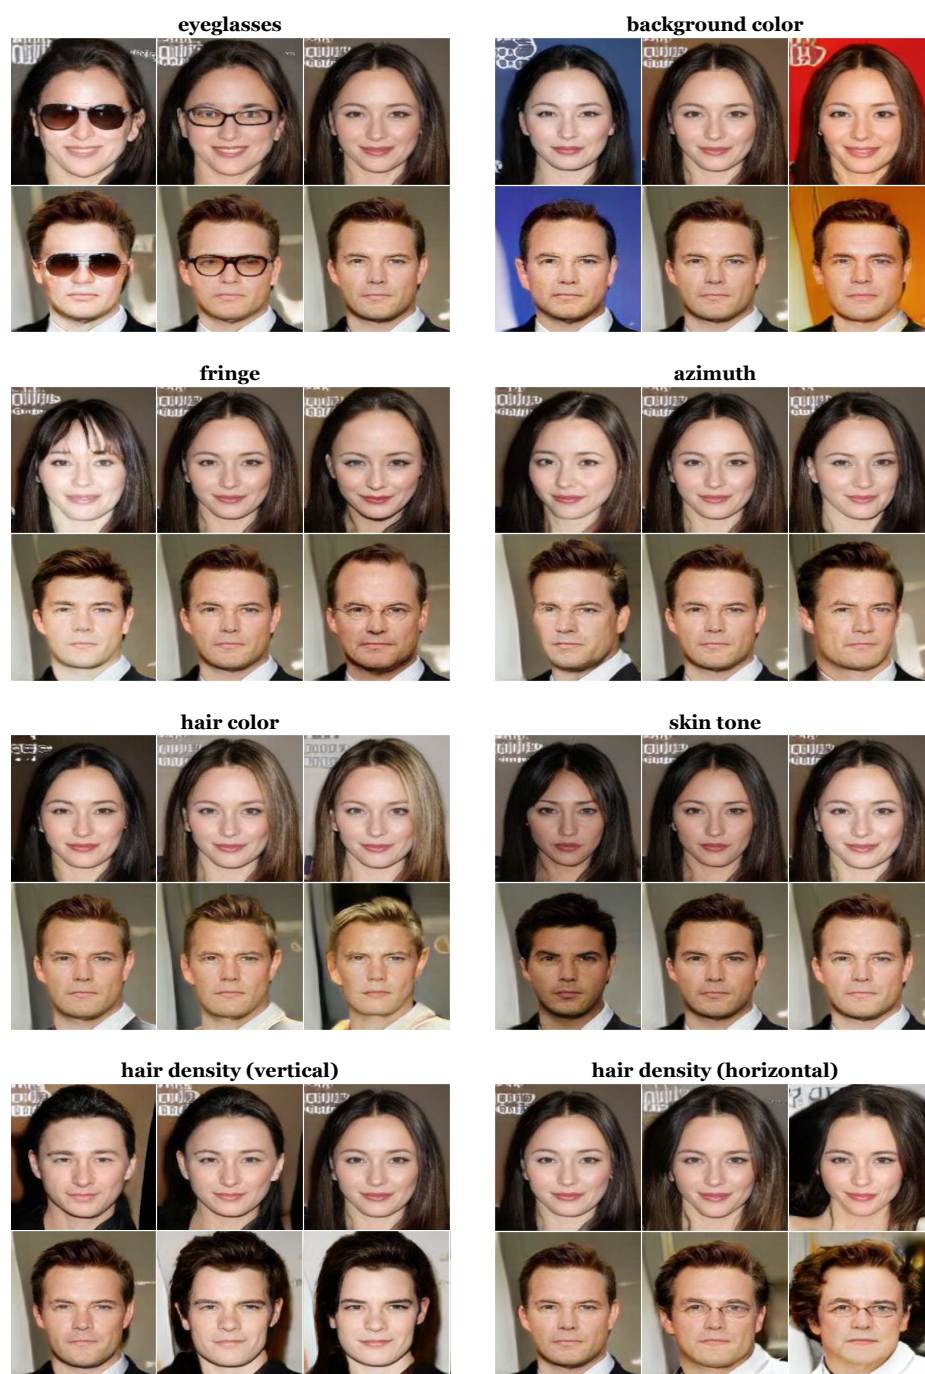 eyeglasses
background color
fringe
azimuth
hair color
skin tone
hair density (vertical)
hair density (horizontal)